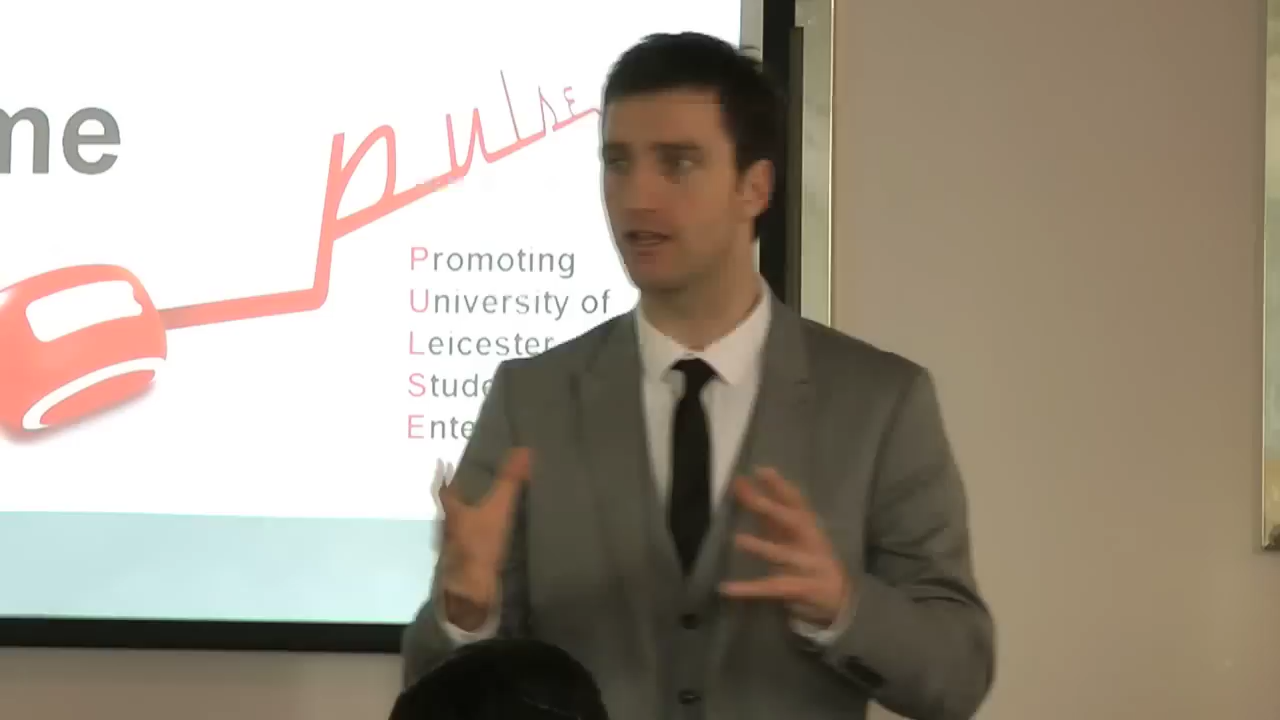 me
pulse
Promoting
University of
Leicester
Stude
Ente